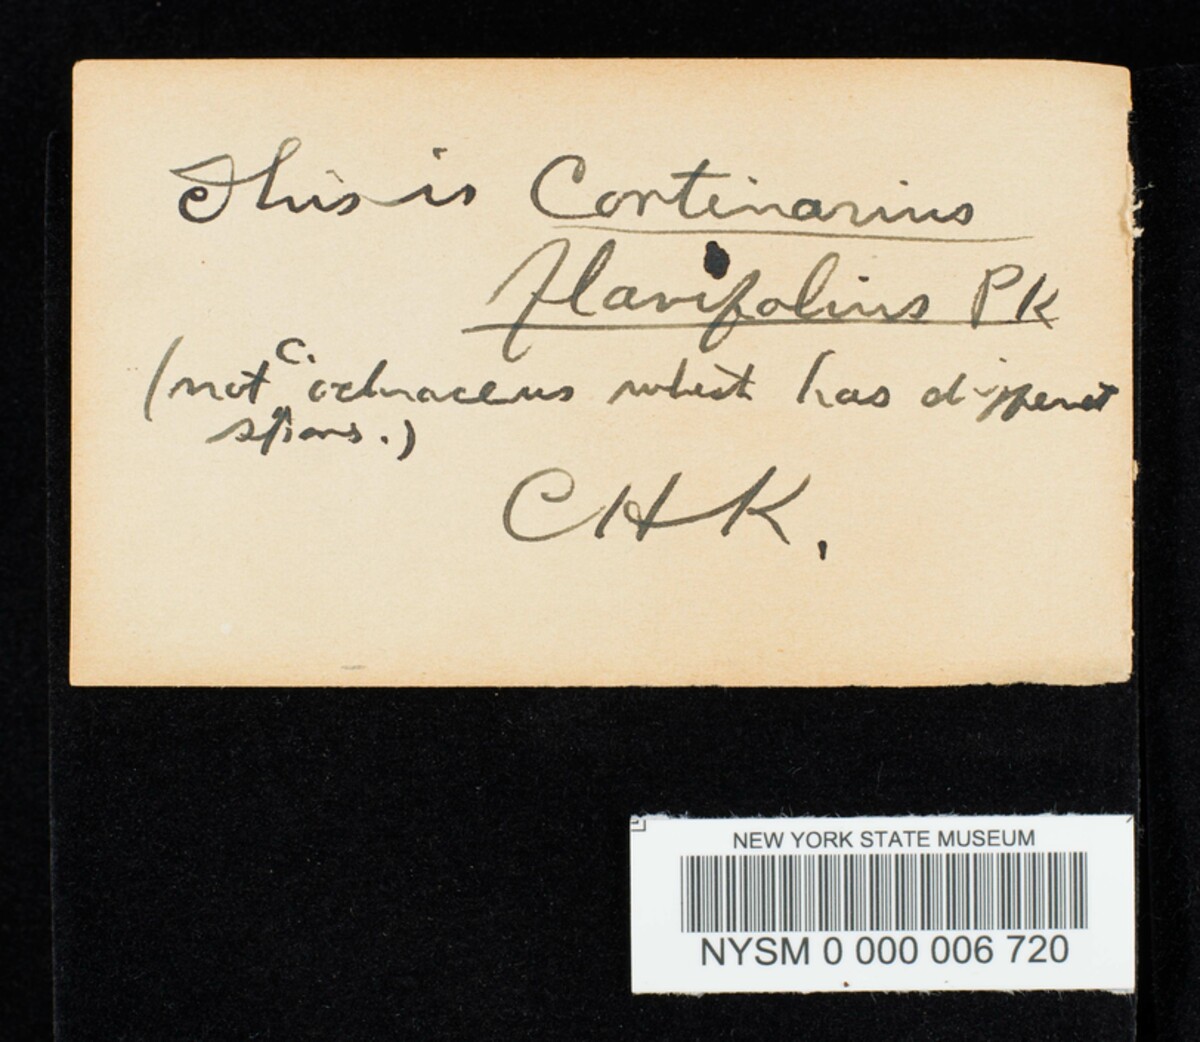 This is Cortinarius
flavifolius PK
(not C. ochraceus which has different
spores.)
CHK.
NEW YORK STATE MUSEUM
NYSM 0 000 006 720